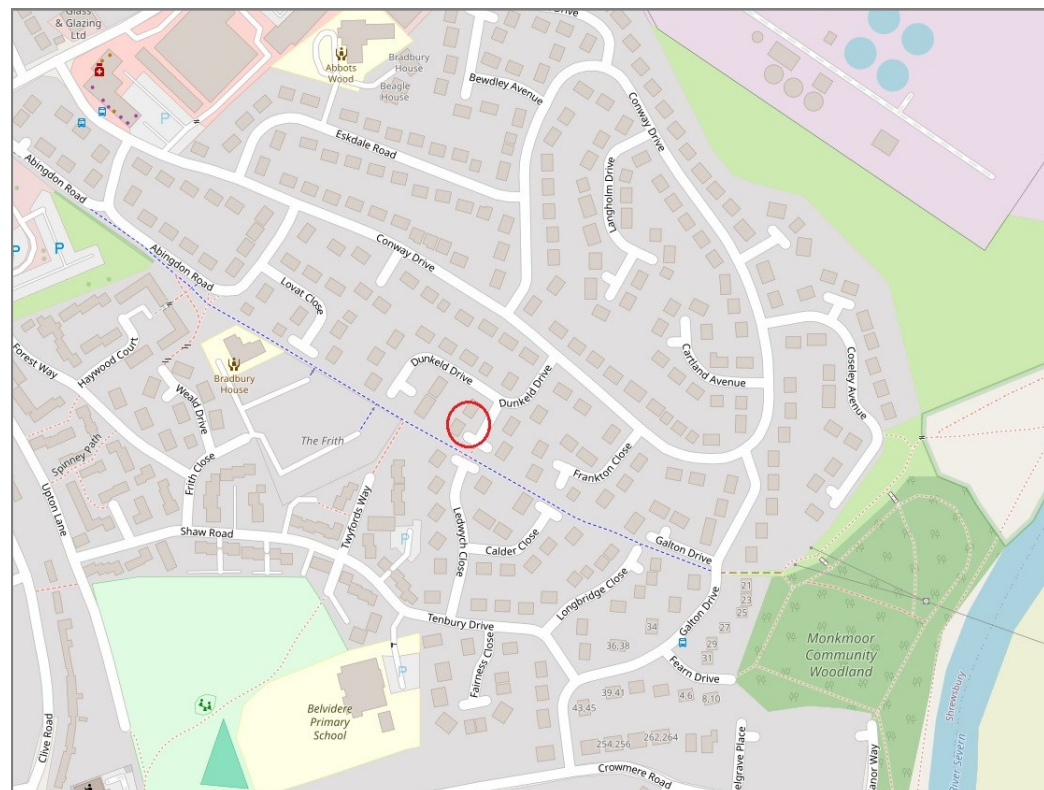 Glass
& Glazing
Ltd
Abbots
Wood
Bradbury
House
Beagle
House
Bewdley Avenue
Conway Drive
Eskdale Road
P
Abingdon Road
Langholm Drive
P
P
Abingdon Road
Conway Drive
Lovat Close
Haywood Court
Forest Way
Weald Drive
Bradbury
House
Dunkeld Drive
Dunkeld Drive
Cartland Avenue
Coseley Avenue
The Frith
Spinney Path
Frith Close
Frankton Close
Upton Lane
Twyfords Way
Ledwych Close
Shaw Road
P
Calder Close
Galton Drive
Longbridge Close
21
23
25
Galton Drive
Tenbury Drive
34
27
36,38
29
31
Monkmoor
Community
Woodland
Fairness Close
Fearn Drive
P
39,41
4,6
8,10
43,45
Belvidere
Primary
School
Shrewsbury
254,256
262,264
Clive Road
elgrave Place
anor Way
River Severn
Crowmere Road